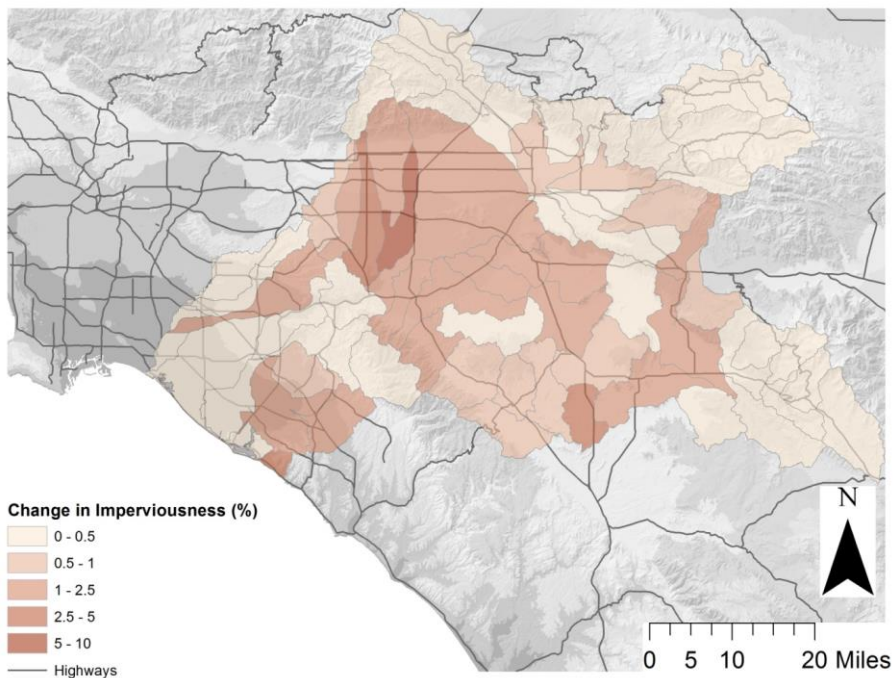 Change in Imperviousness (%)
0 - 0.5
0.5 - 1
1 - 2.5
2.5 - 5
5 - 10
Highways
N
0 5 10 20 Miles